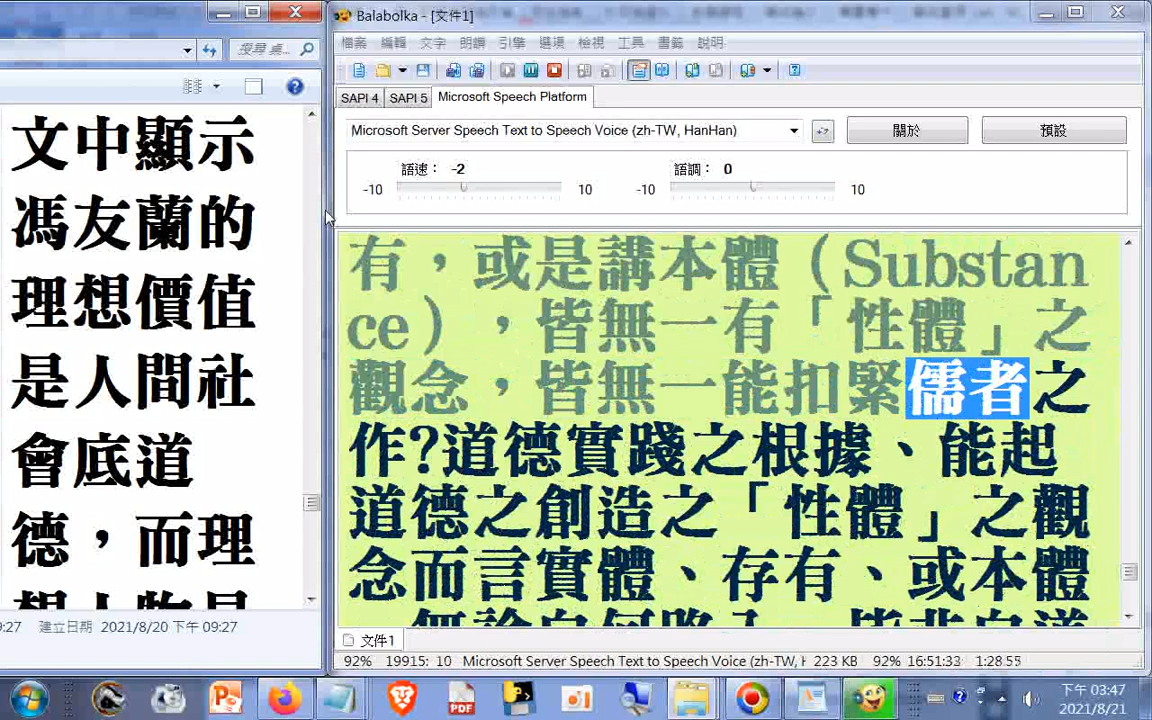 Balabolka - [文件1]
搜尋 桌...
檔案 編輯 文字 朗讀 引擎 選項 檢視 工具 書籤 說明
SAPI 4 SAPI 5 Microsoft Speech Platform
Microsoft Server Speech Text to Speech Voice (zh-TW, HanHan)
關於
預設
語速： -2
語調： 0
-10 10 -10 10
文中顯示
馮友蘭的
理想價值
是人間社
會底道
德，而理
有，或是講本體（Substan
ce），皆無一有「性體」之
觀念，皆無一能扣緊儒者之
作?道德實踐之根據、能起
道德之創造之「性體」之觀
念而言實體、存有、或本體
:27 建立日期 2021/8/20 下午 09:27
文件1
92% 19915: 10 Microsoft Server Speech Text to Speech Voice (zh-TW, H 223 KB 92% 16:51:33 1:28:55
PDF
下午 03:47
2021/8/21